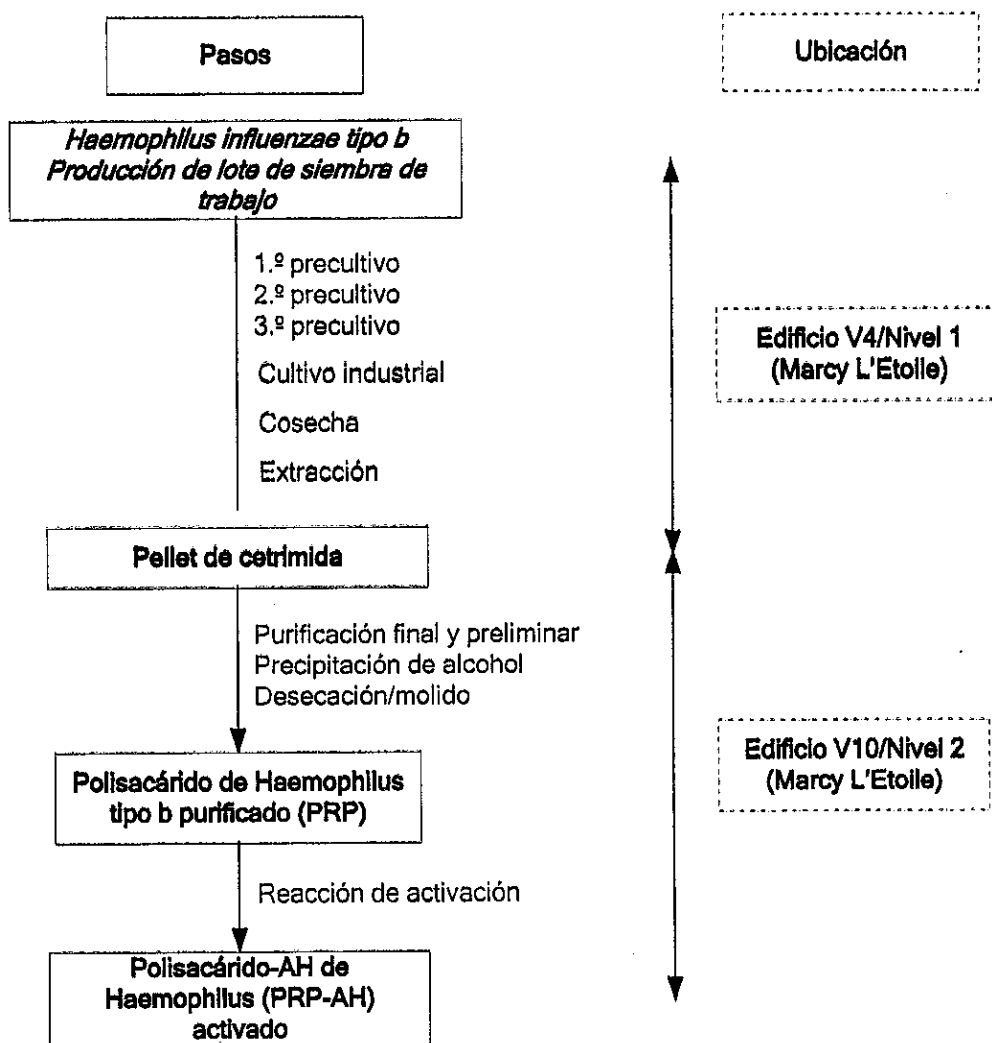 Pasos
Ubicación
Haemophilus influenzae tipo b
Producción de lote de siembra de
trabajo
1.º precultivo
2.º precultivo
3.º precultivo
Cultivo industrial
Cosecha
Extracción
Edificio V4/Nivel 1
(Marcy L'Etoile)
Pellet de cetrimida
Purificación final y preliminar
Precipitación de alcohol
Desecación/molido
Polisacárido de Haemophilus
tipo b purificado (PRP)
Edificio V10/Nivel 2
(Marcy L'Etoile)
Reacción de activación
Polisacárido-AH de
Haemophilus (PRP-AH)
activado